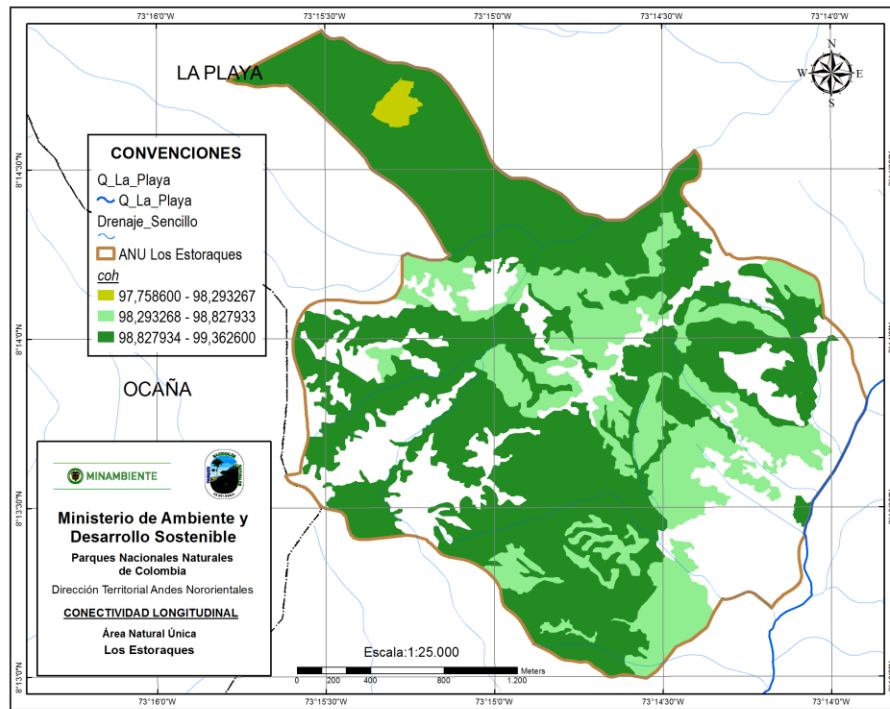 73°16'0"W 73°15'30"W 73°15'0"W 73°14'30"W 73°14'0"W
LA PLAYA
N
W E
S
8°14'30"N
CONVENCIONES
Q_La_Playa
Q_La_Playa
Drenaje_Sencillo
ANU Los Estoraques
coh
97,758600 - 98,293267
98,293268 - 98,827933
98,827934 - 99,362600
8°14'0"N
OCAÑA
MINAMBIENTE
Ministerio de Ambiente y
Desarrollo Sostenible
Parques Nacionales Naturales
de Colombia
Dirección Territorial Andes Nororientales
CONECTIVIDAD LONGITUDINAL
Área Natural Única
Los Estoraques
8°13'30"N
Escala:1:25.000
Meters
0 200 400 800 1.200
8°13'0"N
73°16'0"W 73°15'30"W 73°15'0"W 73°14'30"W 73°14'0"W